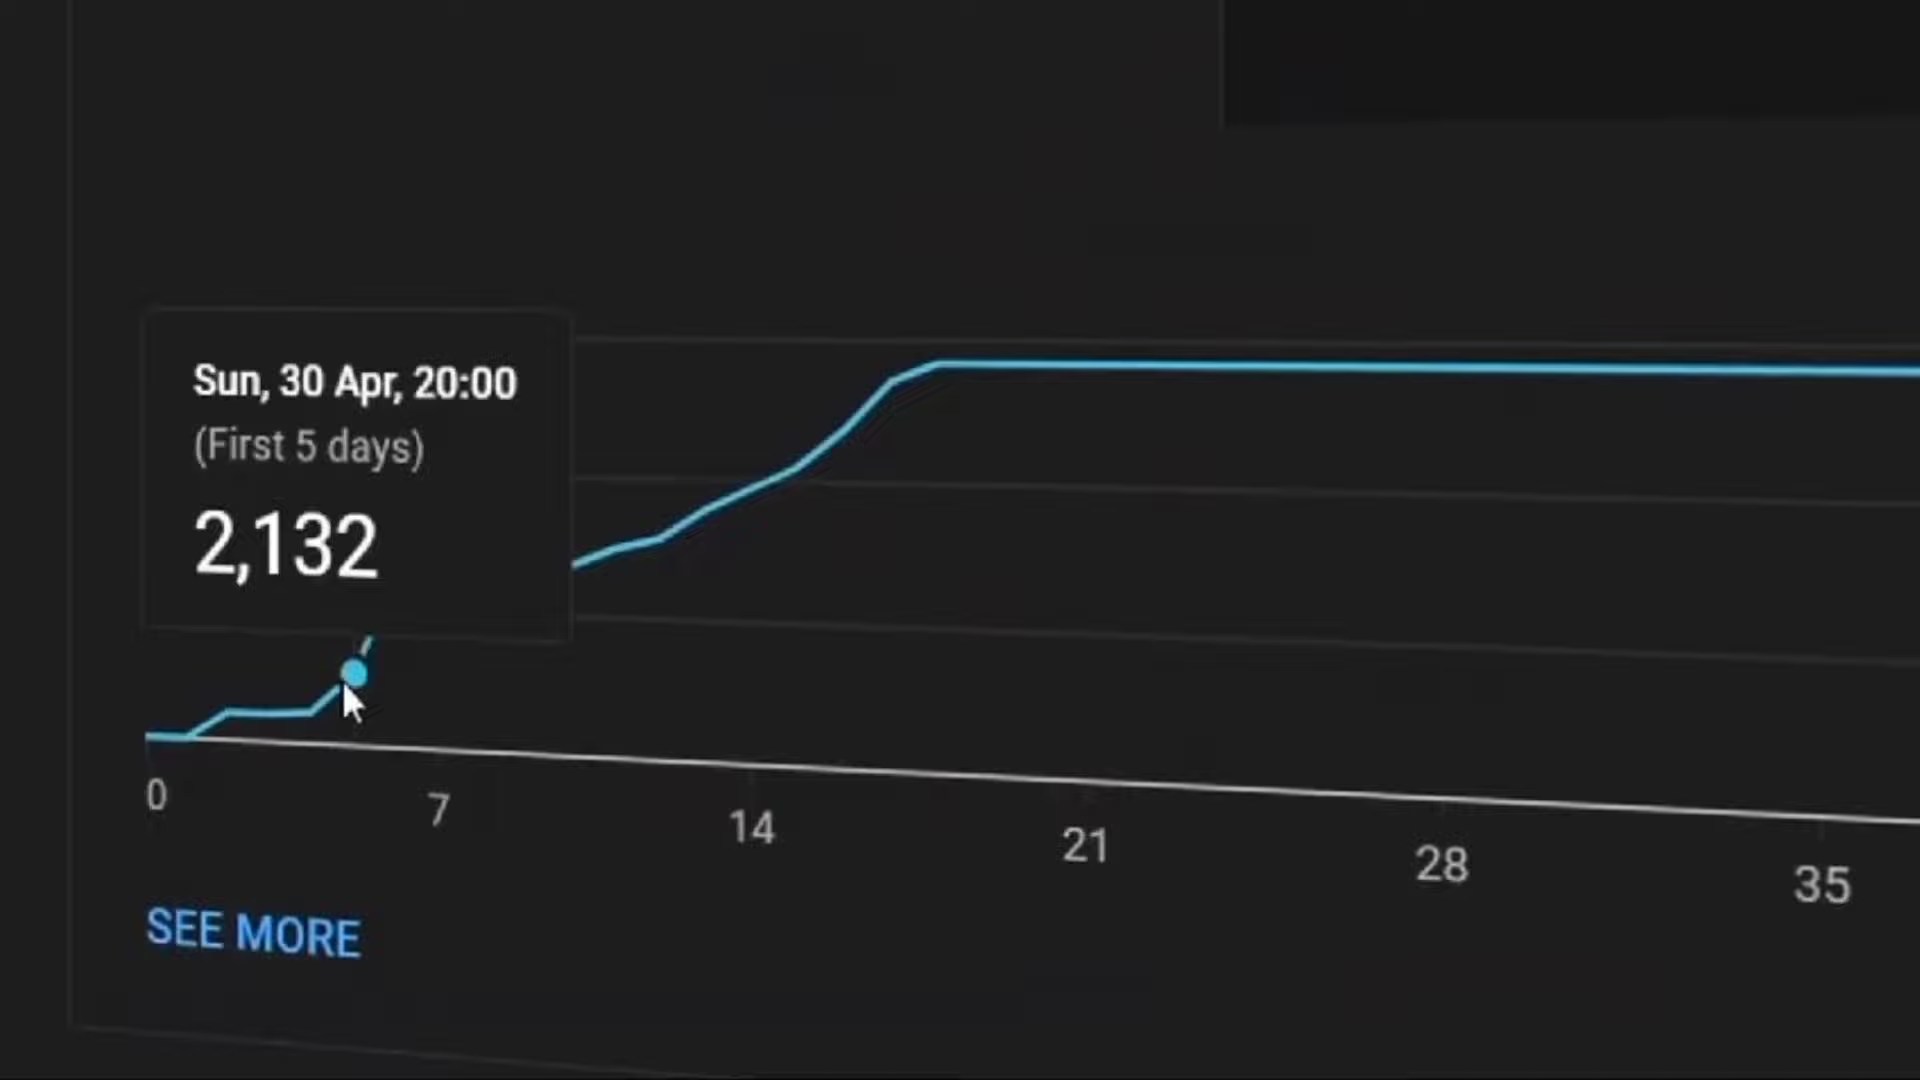 Sun, 30 Apr, 20:00
(First 5 days)
2,132
0 7 14 21 28 35
SEE MORE